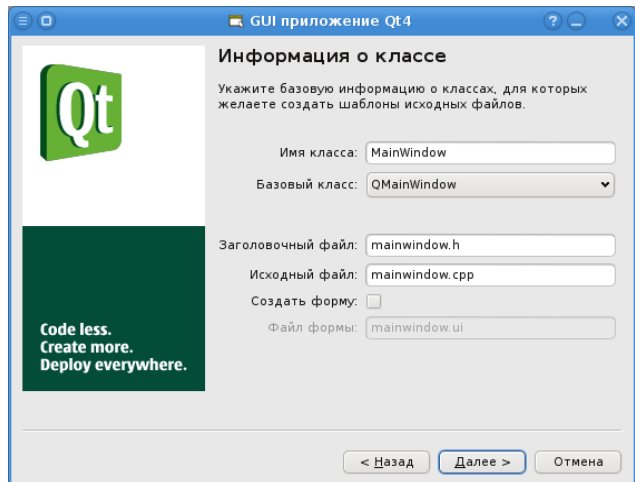 GUI приложение Qt4
Qt
Информация о классе
Укажите базовую информацию о классах, для которых
желаете создать шаблоны исходных файлов.
Имя класса: MainWindow
Базовый класс: QMainWindow
Заголовочный файл: mainwindow.h
Исходный файл: mainwindow.cpp
Создать форму:
Файл формы: mainwindow.ui
Code less.
Create more.
Deploy everywhere.
< Назад Далее > Отмена